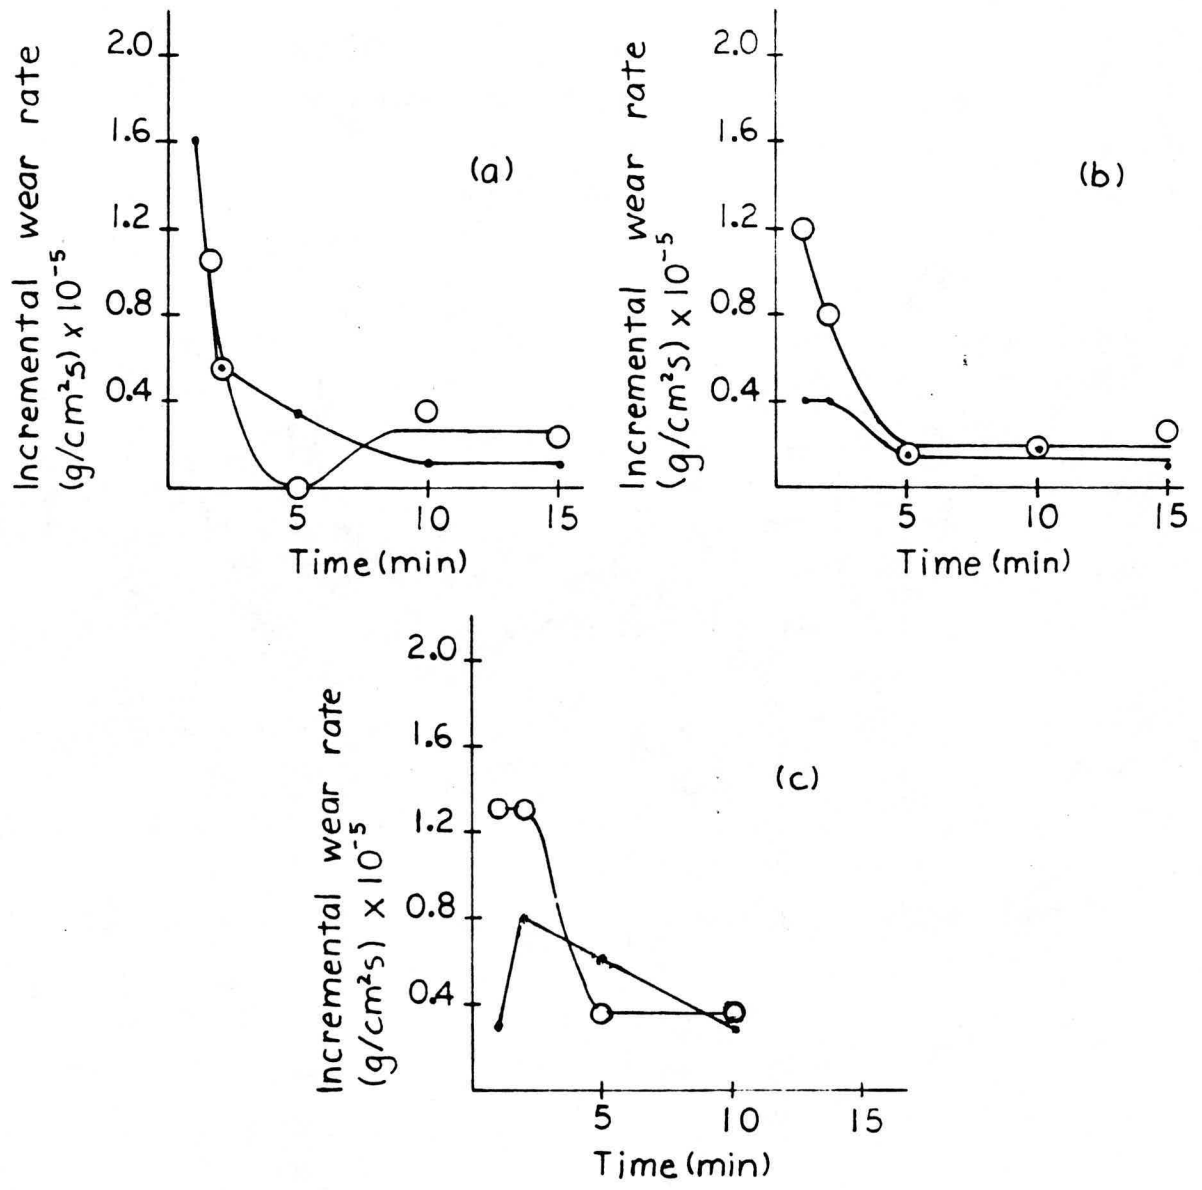 Incremental wear rate
(g/cm²s) x 10⁻⁵
2.0
1.6
1.2
0.8
0.4
5 10 15
Time (min)
(a)
Incremental wear rate
(g/cm²s) x 10⁻⁵
2.0
1.6
1.2
0.8
0.4
5 10 15
Time (min)
(b)
Incremental wear rate
(g/cm²s) x 10⁻⁵
2.0
1.6
1.2
0.8
0.4
5 10 15
Time (min)
(c)